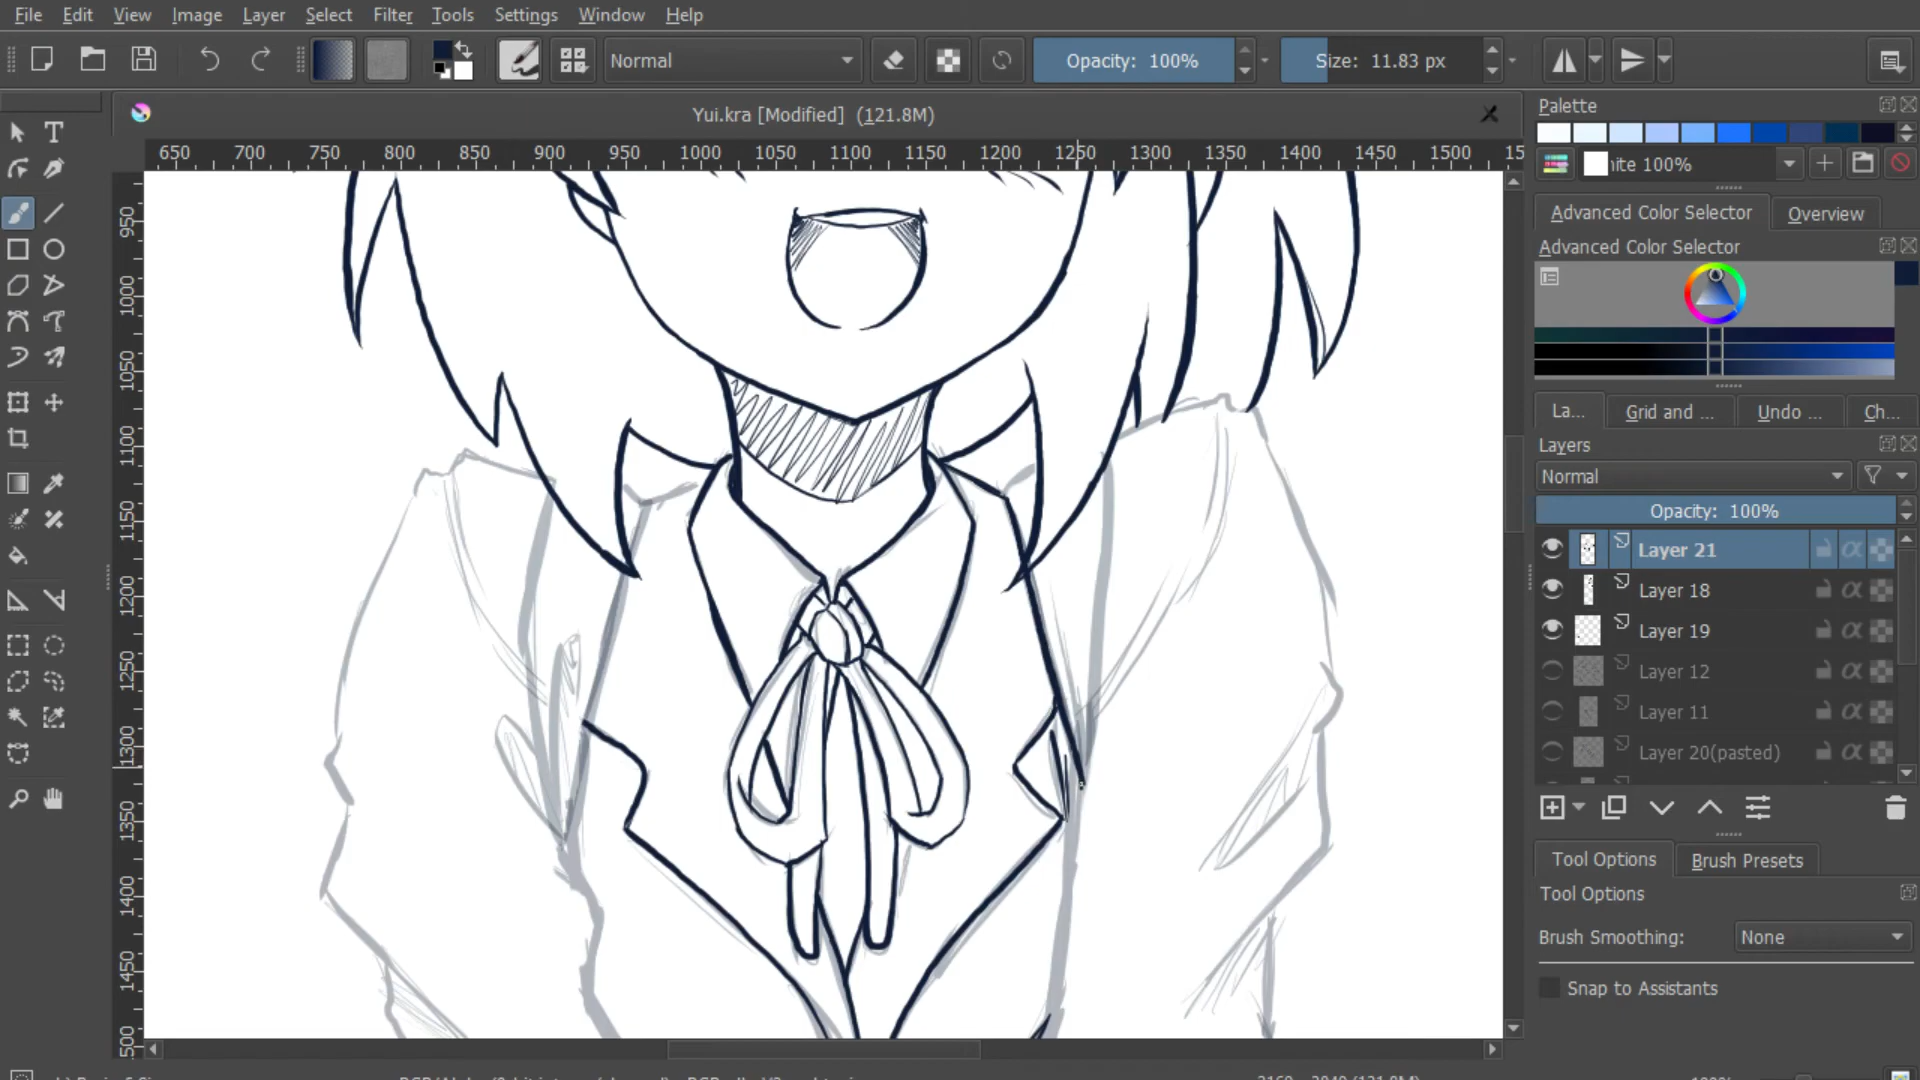 File Edit View Image Layer Select Filter Tools Settings Window Help
Normal Opacity: 100% Size: 11.83 px
Yui.kra [Modified] (121.8M)
650 700 750 800 850 900 950 1000 1050 1100 1150 1200 1250 1300 1350 1400 1450 1500 15
950
1000
1050
1100
1150
1200
1250
1300
1350
1400
1450
500
Palette
ite 100%
Advanced Color Selector Overview
Advanced Color Selector
La... Grid and ... Undo ... Ch...
Layers
Normal
Opacity: 100%
Layer 21
Layer 18
Layer 19
Layer 12
Layer 11
Layer 20(pasted)
Tool Options Brush Presets
Tool Options
Brush Smoothing: None
Snap to Assistants